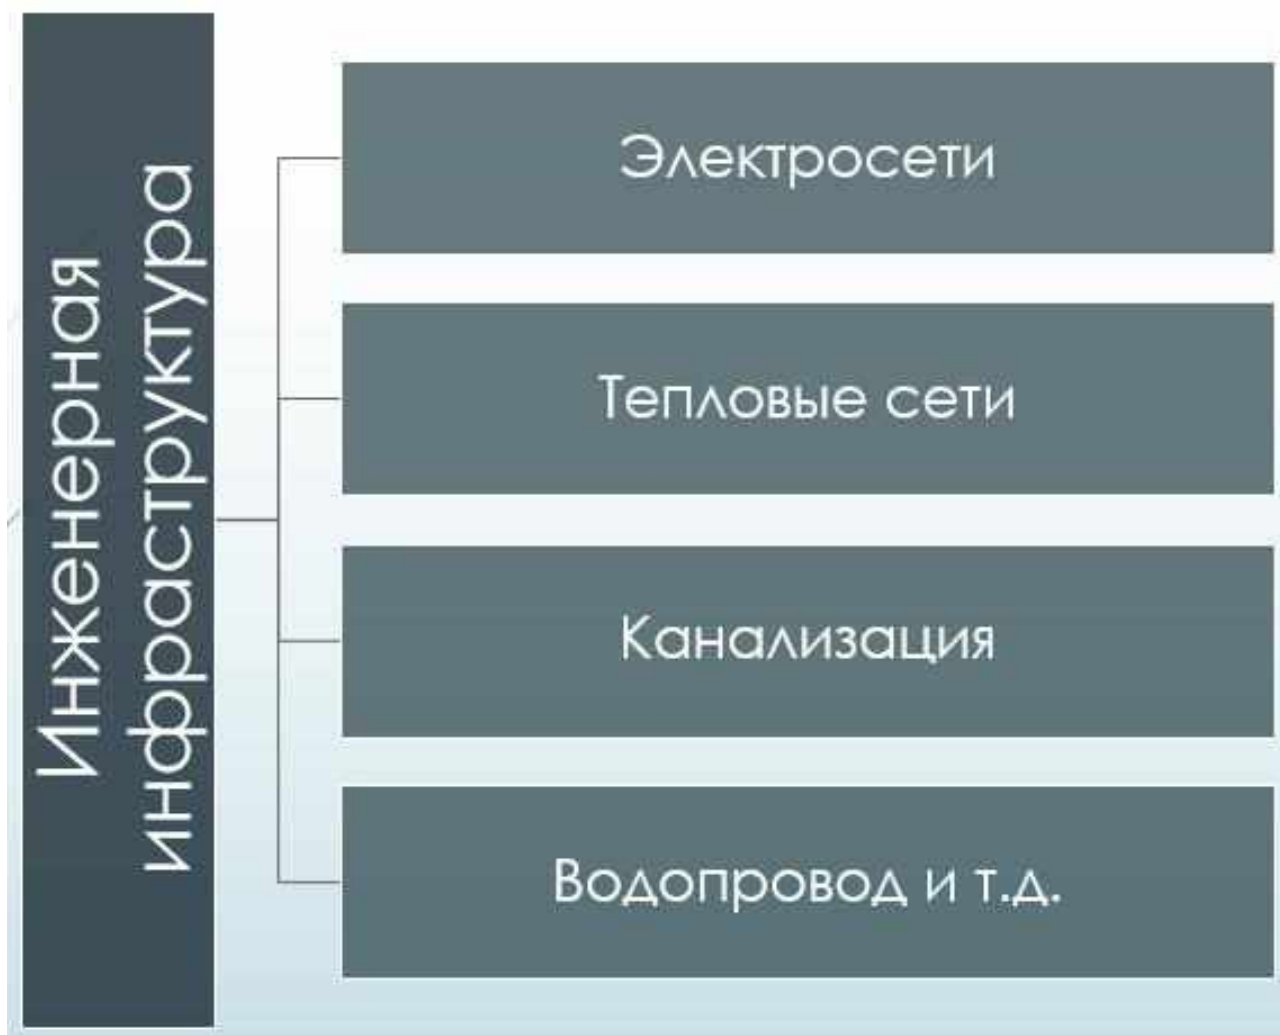 Инженерная
инфраструктура
Электросети
Тепловые сети
Канализация
Водопровод и т.д.